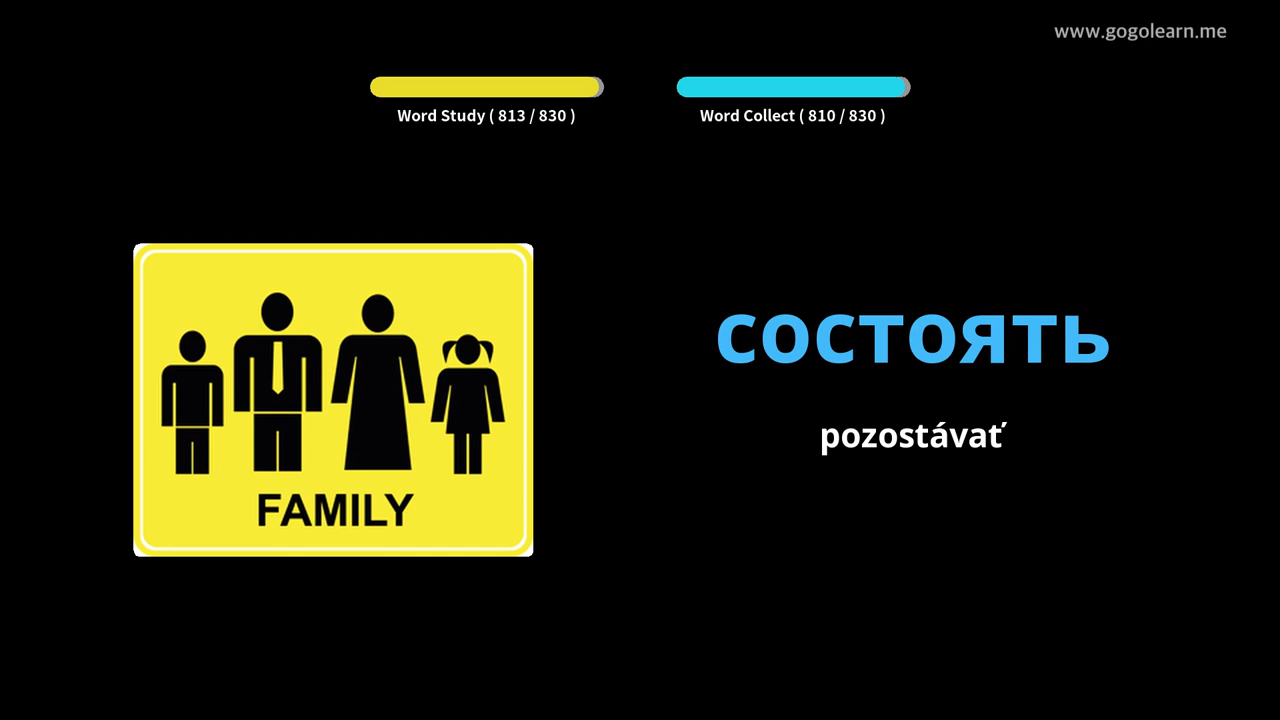 www.gogolearn.me
Word Study ( 813 / 830 )
Word Collect ( 810 / 830 )
состоять
pozostávať
FAMILY